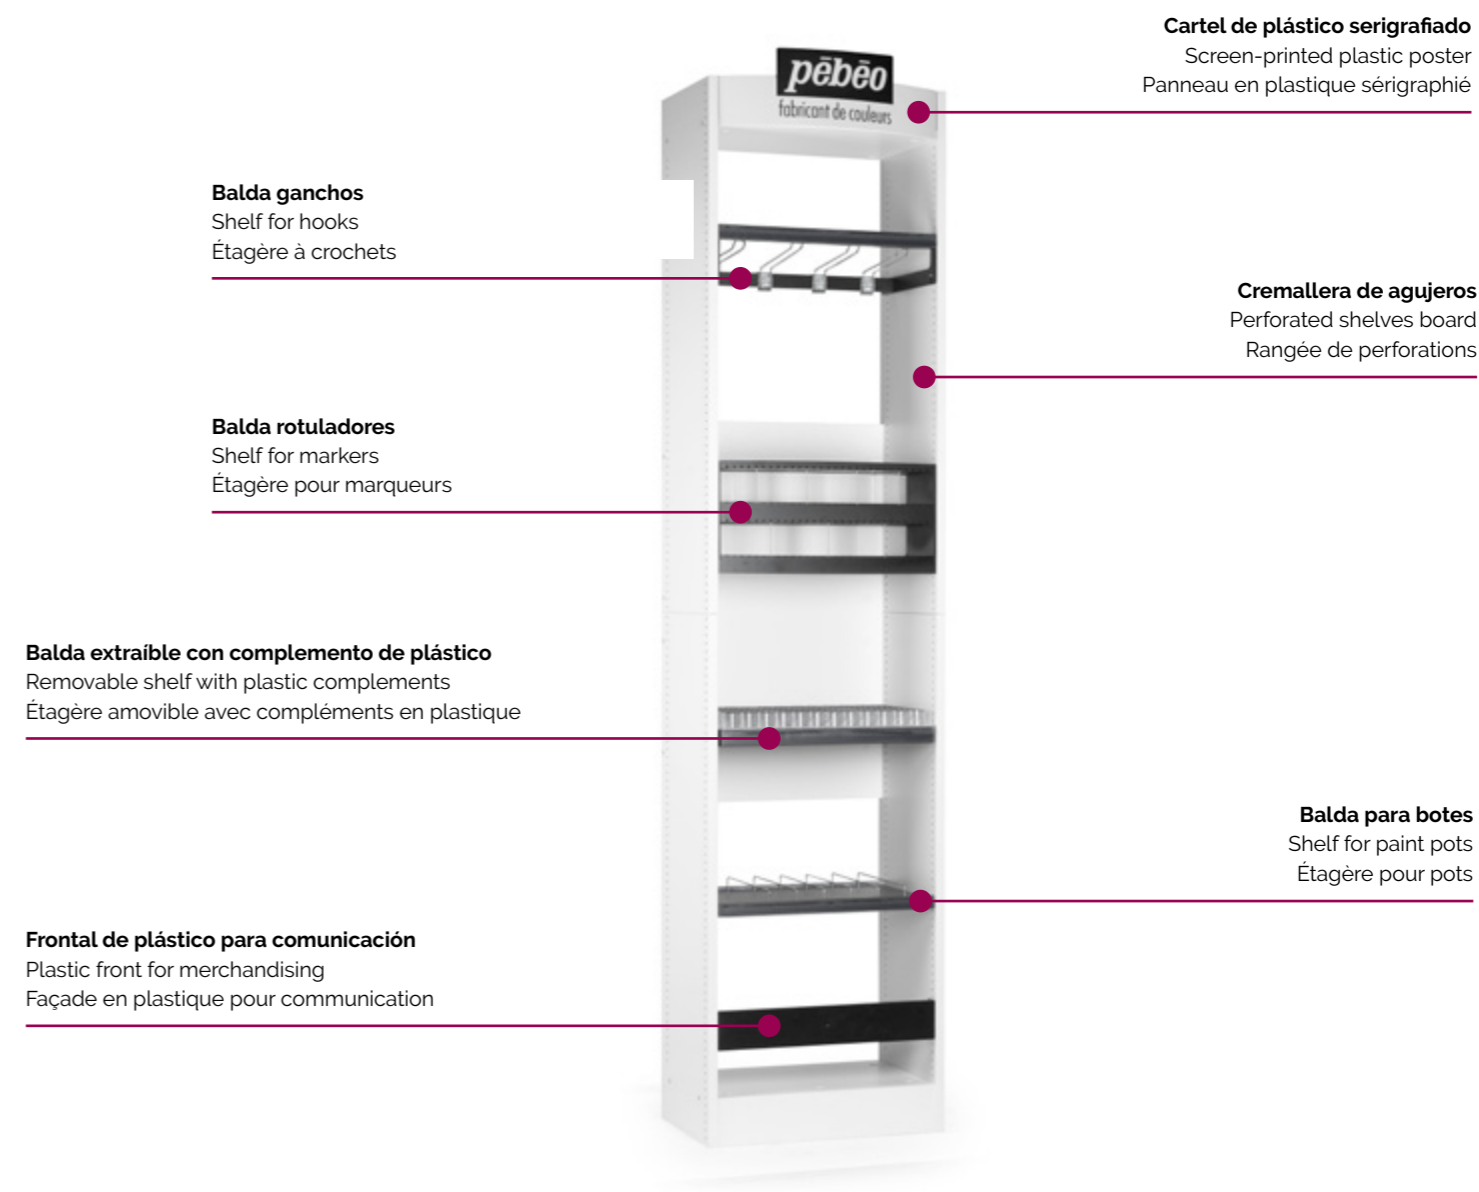 Cartel de plástico serigrafiado
Screen-printed plastic poster
Panneau en plastique sérigraphié
pēbēo
fabricant de couleurs
Balda ganchos
Shelf for hooks
Étagère à crochets
Cremallera de agujeros
Perforated shelves board
Rangée de perforations
Balda rotuladores
Shelf for markers
Étagère pour marqueurs
Balda extraíble con complemento de plástico
Removable shelf with plastic complements
Étagère amovible avec compléments en plastique
Balda para botes
Shelf for paint pots
Étagère pour pots
Frontal de plástico para comunicación
Plastic front for merchandising
Façade en plastique pour communication